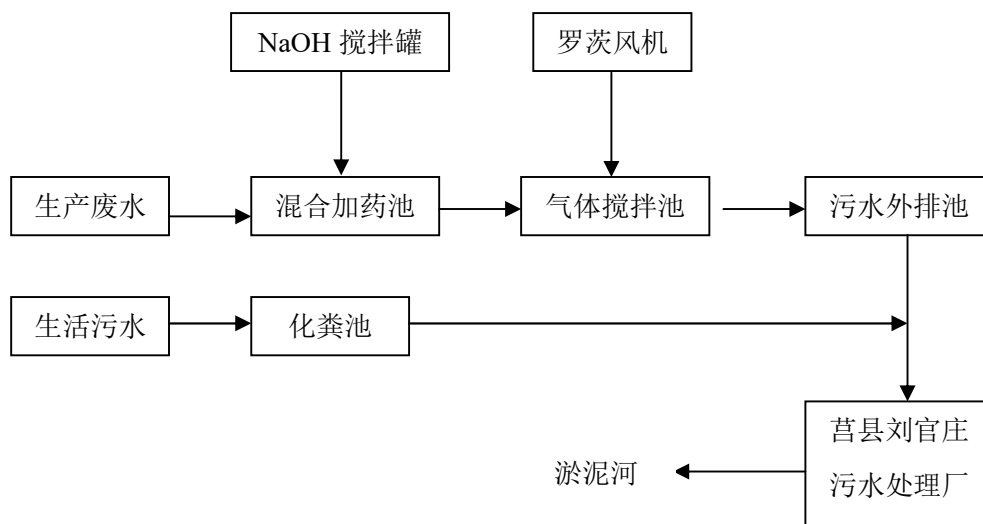 NaOH 搅拌罐
罗茨风机
生产废水
混合加药池
气体搅拌池
污水外排池
生活污水
化粪池
莒县刘官庄
污水处理厂
淤泥河